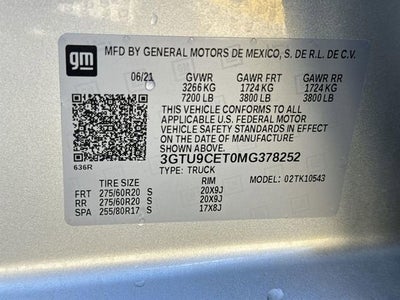 gm MFD BY GENERAL MOTORS DE MEXICO, S. DE R.L. DE C.V.
06/21 GVWR GAWR FRT GAWR RR
3266 KG 1724 KG 1724 KG
7200 LB 3800 LB 3800 LB
THIS VEHICLE CONFORMS TO ALL
APPLICABLE U.S. FEDERAL MOTOR
VEHICLE SAFETY STANDARDS IN EFFECT
ON THE DATE OF MANUFACTURE
SHOWN ABOVE.
636R 3GTU9CET0MG378252
TYPE: TRUCK MODEL: 02TK10543
TIRE SIZE RIM
FRT 275/60R20 S 20X9J
RR 275/60R20 S 20X9J
SPA 255/80R17 S 17X8J